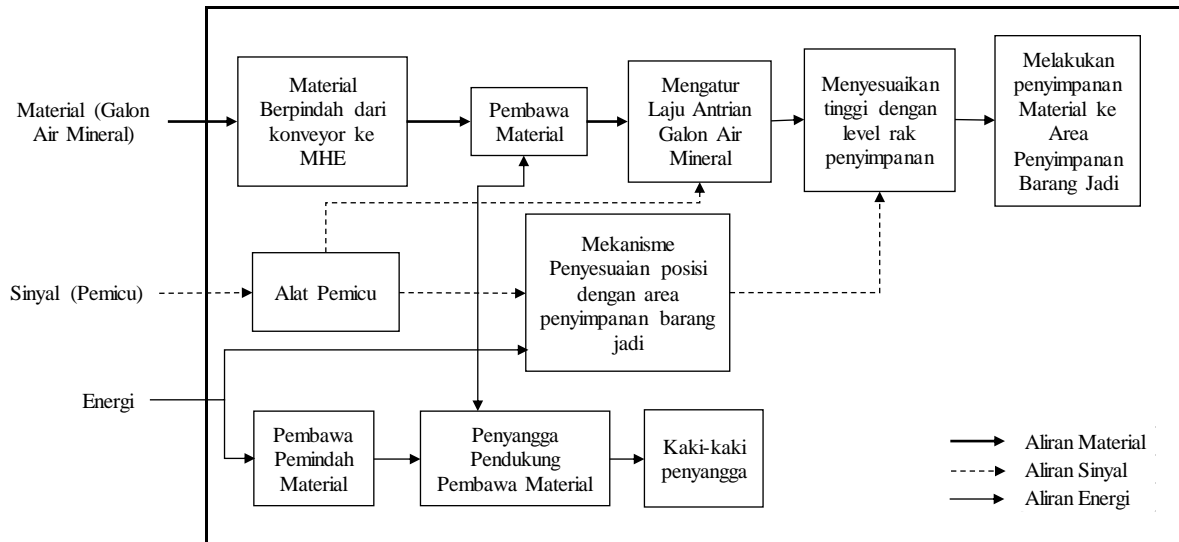 Material (Galon
Air Mineral)
Material
Berpindah dari
konveyor ke
MHE
Pembawa
Material
Mengatur
Laju Antrian
Galon Air
Mineral
Menyesuaikan
tinggi dengan
level rak
penyimpanan
Melakukan
penyimpanan
Material ke
Area
Penyimpanan
Barang Jadi
Sinyal (Pemicu)
Alat Pemicu
Mekanisme
Penyesuaian posisi
dengan area
penyimpanan barang
jadi
Energi
Pembawa
Pemindah
Material
Penyangga
Pendukung
Pembawa Material
Kaki-kaki
penyangga
Aliran Material
Aliran Sinyal
Aliran Energi